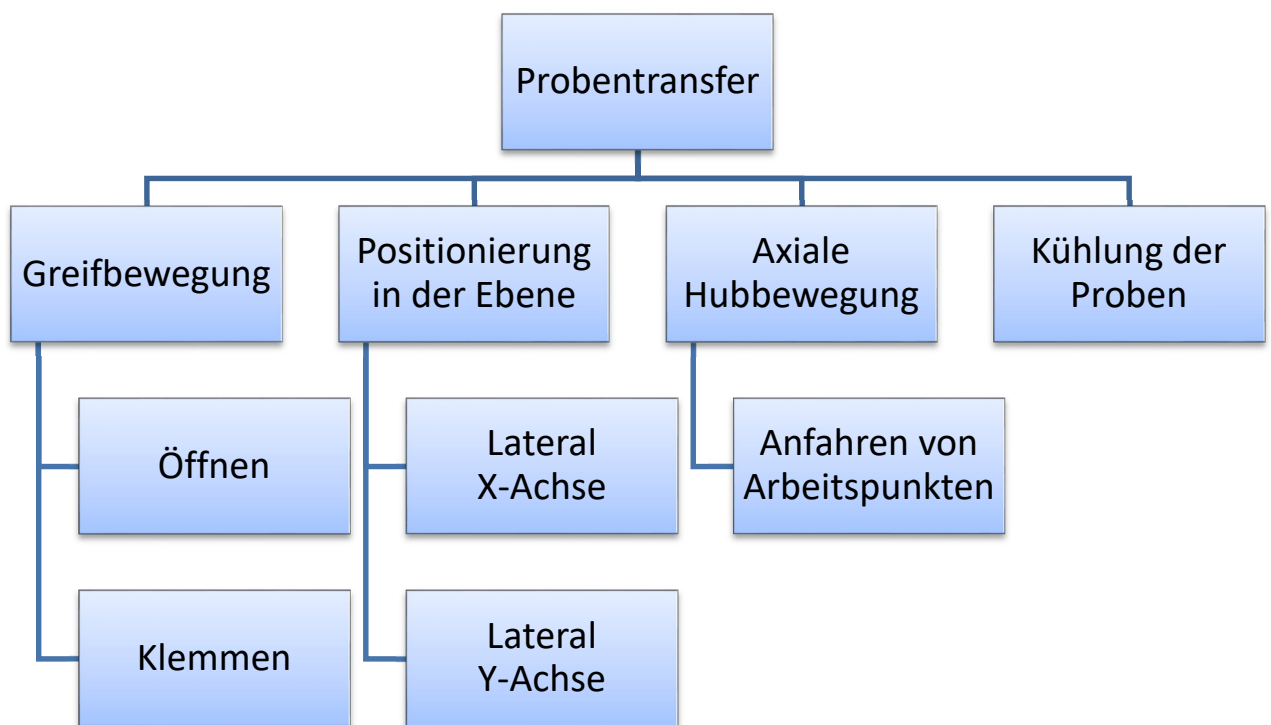 Probentransfer
Greifbewegung
Positionierung
in der Ebene
Axiale
Hubbewegung
Kühlung der
Proben
Öffnen
Lateral
X-Achse
Anfahren von
Arbeitspunkten
Klemmen
Lateral
Y-Achse